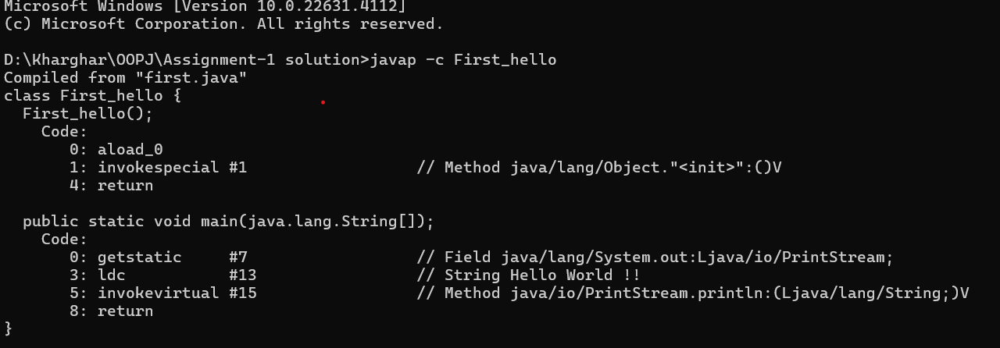 Microsoft Windows [Version 10.0.22631.4112]
(c) Microsoft Corporation. All rights reserved.
D:\Kharghar\OOPJ\Assignment-1 solution>javap -c First_hello
Compiled from "first.java"
class First_hello {
  First_hello();
    Code:
       0: aload_0
       1: invokespecial #1                  // Method java/lang/Object."<init>":()V
       4: return
  public static void main(java.lang.String[]);
    Code:
       0: getstatic     #7                  // Field java/lang/System.out:Ljava/io/PrintStream;
       3: ldc           #13                 // String Hello World !!
       5: invokevirtual #15                 // Method java/io/PrintStream.println:(Ljava/lang/String;)V
       8: return
}